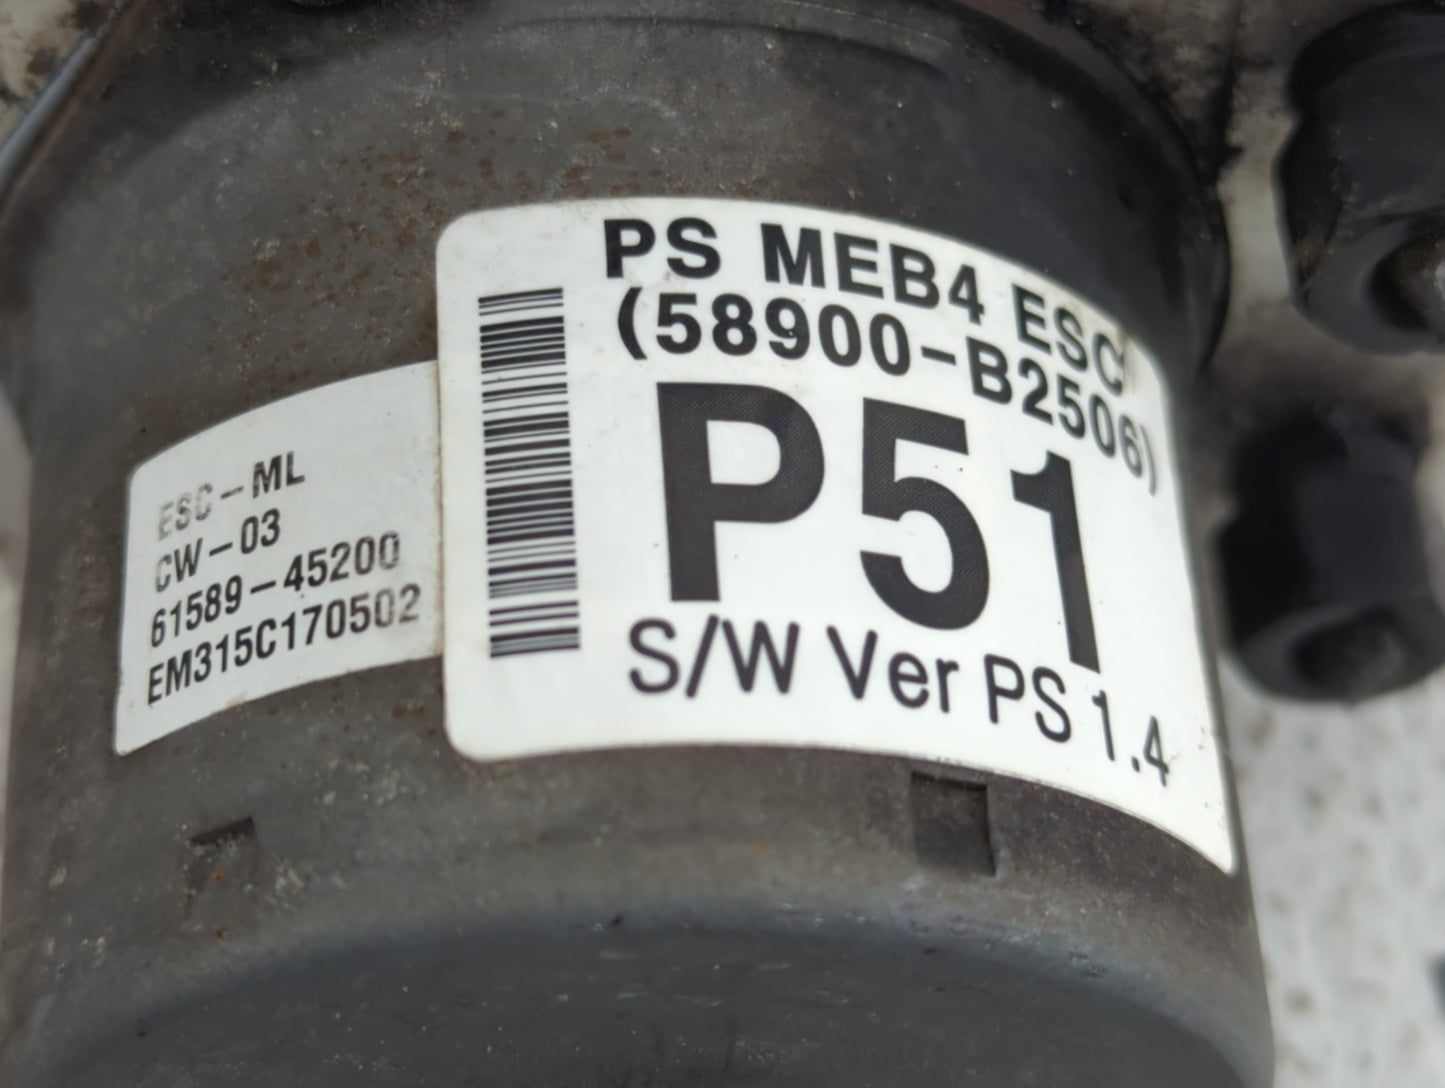 PS MEB4 ESC
(58900-B2506)
P51
S/W Ver PS 1.4
ESC-ML
CW-03
61589-45200
EM315C170502